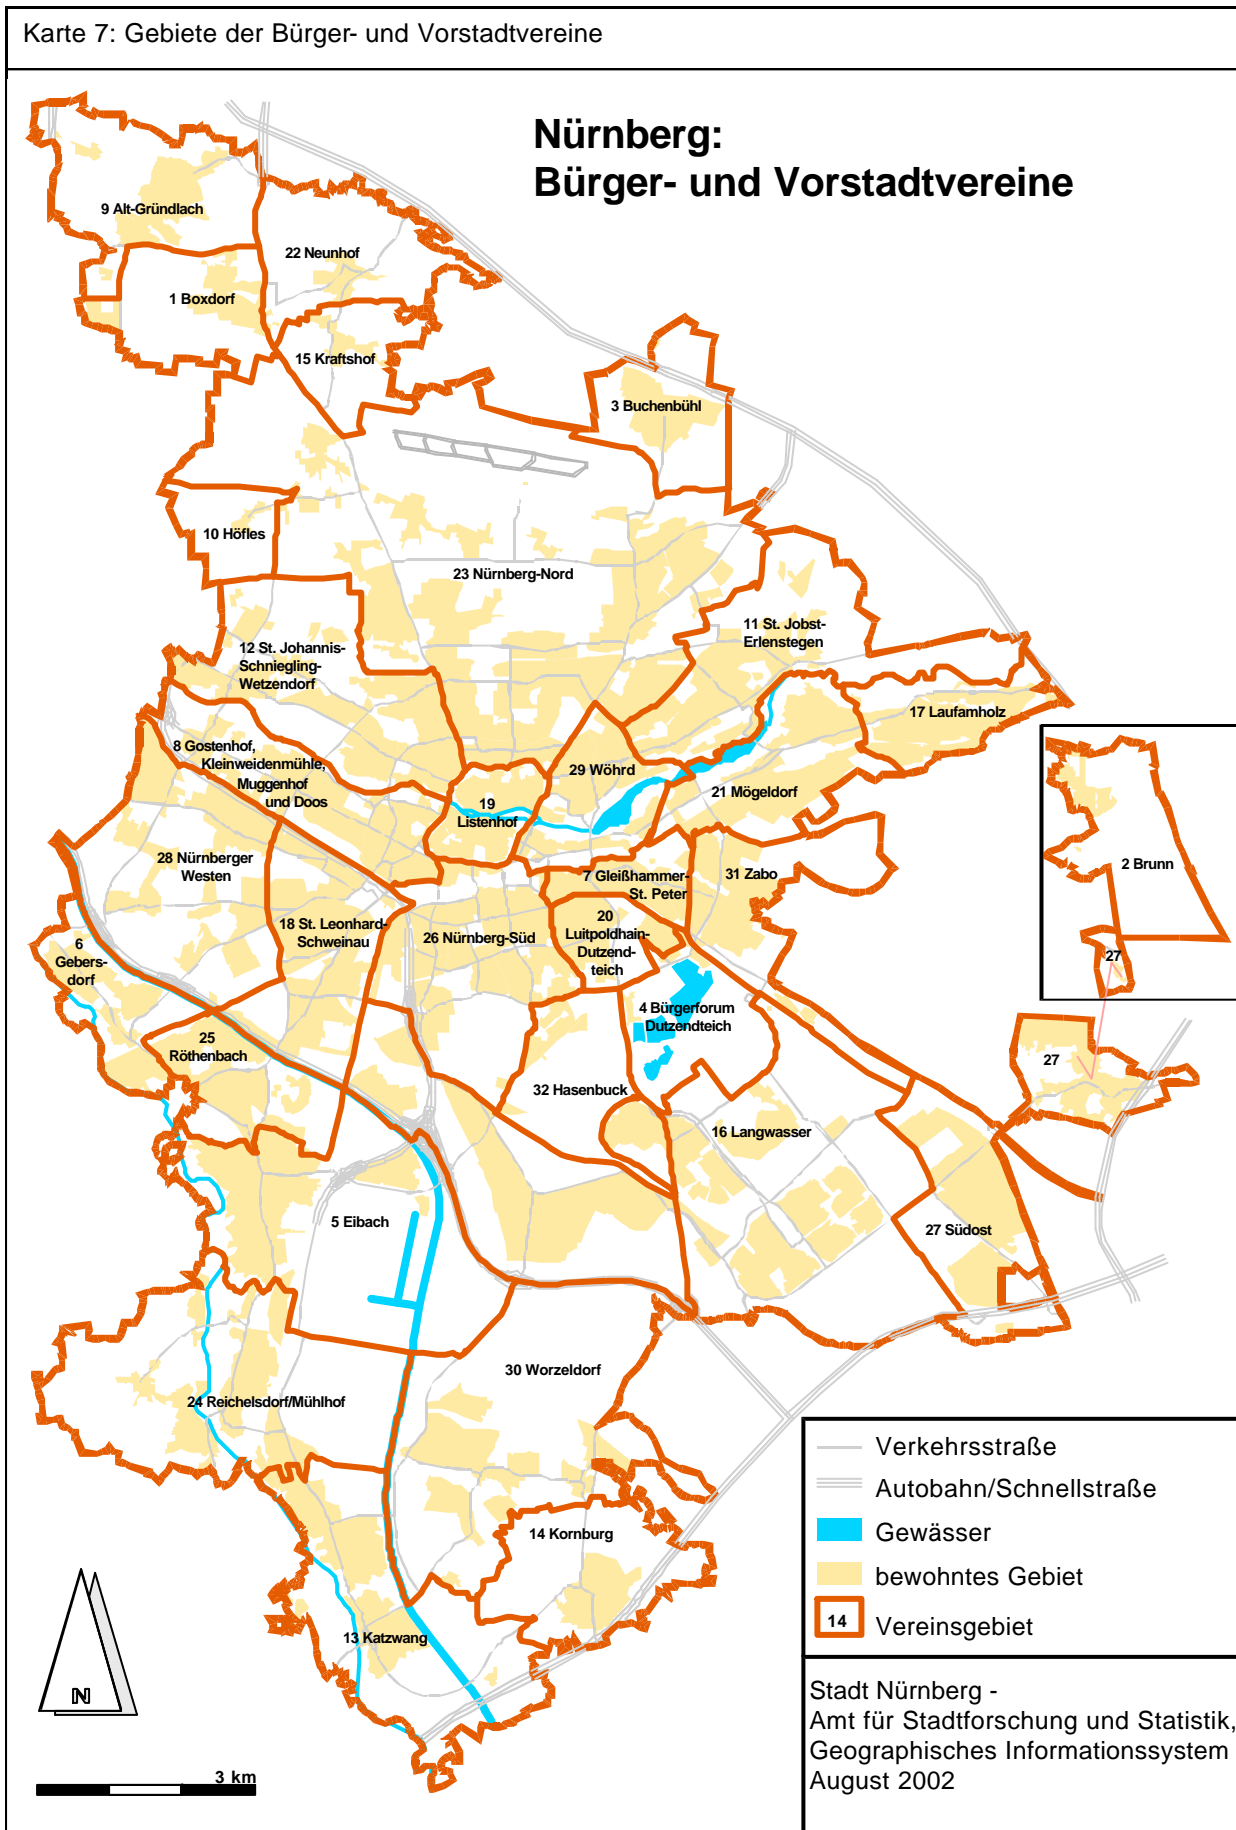 Karte 7: Gebiete der Bürger- und Vorstadtvereine
Nürnberg:
Bürger- und Vorstadtvereine
9 Alt-Gründlach
22 Neunhof
1 Boxdorf
15 Kraftshof
3 Buchenbühl
10 Höfles
23 Nürnberg-Nord
11 St. Jobst-
Erlenstegen
12 St. Johannis-
Schniegling-
Wetzendorf
17 Laufamholz
8 Gostenhof,
Kleinweidenmühle,
Muggenhof
und Doos
29 Wöhrd
21 Mögeldorf
19
Listenhof
28 Nürnberger
Westen
7 Gleißhammer-
St. Peter
31 Zabo
2 Brunn
27
18 St. Leonhard-
Schweinau
26 Nürnberg-Süd
20
Luitpoldhain-
Dutzend-
teich
6
Gebers-
dorf
4 Bürgerforum
Dutzendteich
25
Röthenbach
27
32 Hasenbuck
16 Langwasser
5 Eibach
27 Südost
30 Worzeldorf
24 Reichelsdorf/Mühlhof
14 Kornburg
13 Katzwang
N
3 km
Verkehrsstraße
Autobahn/Schnellstraße
Gewässer
bewohntes Gebiet
14 Vereinsgebiet
Stadt Nürnberg -
Amt für Stadtforschung und Statistik,
Geographisches Informationssystem
August 2002